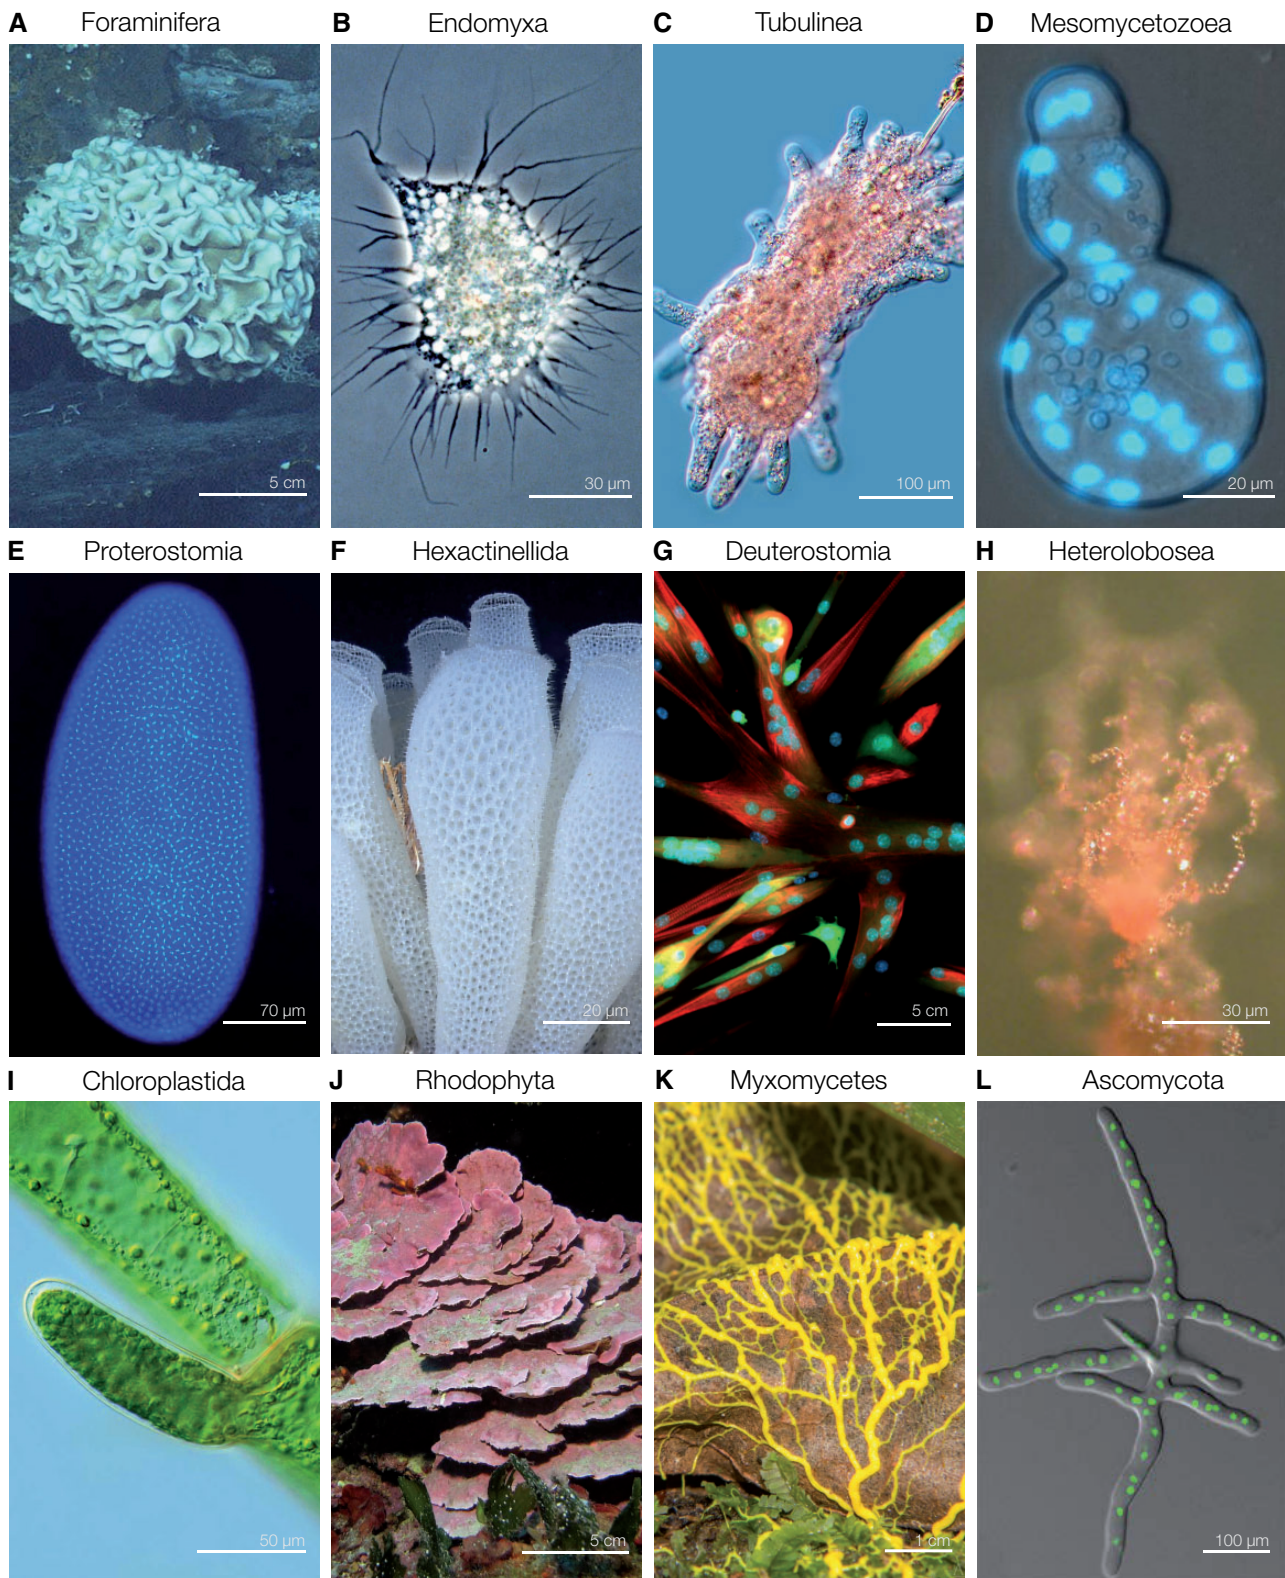 A Foraminifera
B Endomyxa
C Tubulinea
D Mesomycetozoea
5 cm
30 µm
100 µm
20 µm
E Proterostomia
F Hexactinellida
G Deuterostomia
H Heterolobosea
70 µm
20 µm
5 cm
30 µm
I Chloroplastida
J Rhodophyta
K Myxomycetes
L Ascomycota
50 µm
5 cm
1 cm
100 µm